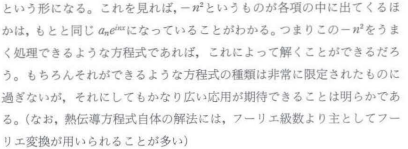 という形になる。これを見れば, −n²というものが各項の中に出てくるほ
かは, もとと同じ aₙeⁱⁿˣになっていることがわかる。つまりこの−n²をうま
く処理できるような方程式であれば, これによって解くことができるだろ
う。もちろんそれができるような方程式の種類は非常に限定されたものに
過ぎないが, それにしてもかなり広い応用が期待できることは明らかであ
る。(なお, 熱伝導方程式自体の解法には, フーリエ級数より主としてフー
リエ変換が用いられることが多い)